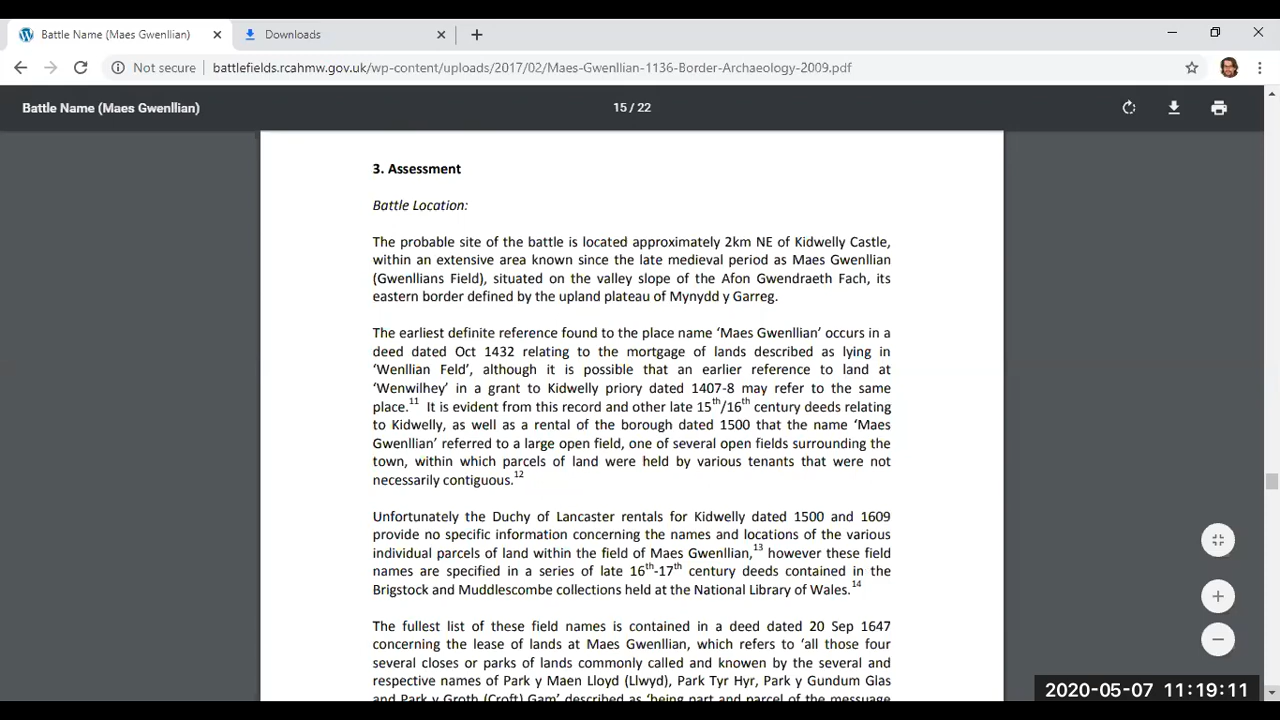 Battle Name (Maes Gwenllian)
Downloads
Not secure
battlefields.rcahmw.gov.uk/wp-content/uploads/2017/02/Maes-Gwenllian-1136-Border-Archaeology-2009.pdf
Battle Name (Maes Gwenllian)
15 / 22
3. Assessment
Battle Location:
The probable site of the battle is located approximately 2km NE of Kidwelly Castle,
within an extensive area known since the late medieval period as Maes Gwenllian
(Gwenllians Field), situated on the valley slope of the Afon Gwendraeth Fach, its
eastern border defined by the upland plateau of Mynydd y Garreg.
The earliest definite reference found to the place name ‘Maes Gwenllian’ occurs in a
deed dated Oct 1432 relating to the mortgage of lands described as lying in
‘Wenllian Feld’, although it is possible that an earlier reference to land at
‘Wenwilhey’ in a grant to Kidwelly priory dated 1407-8 may refer to the same
place.11 It is evident from this record and other late 15th/16th century deeds relating
to Kidwelly, as well as a rental of the borough dated 1500 that the name ‘Maes
Gwenllian’ referred to a large open field, one of several open fields surrounding the
town, within which parcels of land were held by various tenants that were not
necessarily contiguous.12
Unfortunately the Duchy of Lancaster rentals for Kidwelly dated 1500 and 1609
provide no specific information concerning the names and locations of the various
individual parcels of land within the field of Maes Gwenllian,13 however these field
names are specified in a series of late 16th-17th century deeds contained in the
Brigstock and Muddlescombe collections held at the National Library of Wales.14
The fullest list of these field names is contained in a deed dated 20 Sep 1647
concerning the lease of lands at Maes Gwenllian, which refers to ‘all those four
several closes or parks of lands commonly called and knowen by the several and
respective names of Park y Maen Lloyd (Llwyd), Park Tyr Hyr, Park y Gundum Glas
and Park y Groth (Croft) Gam’ described as ‘being part and parcel of the message
2020-05-07 11:19:11